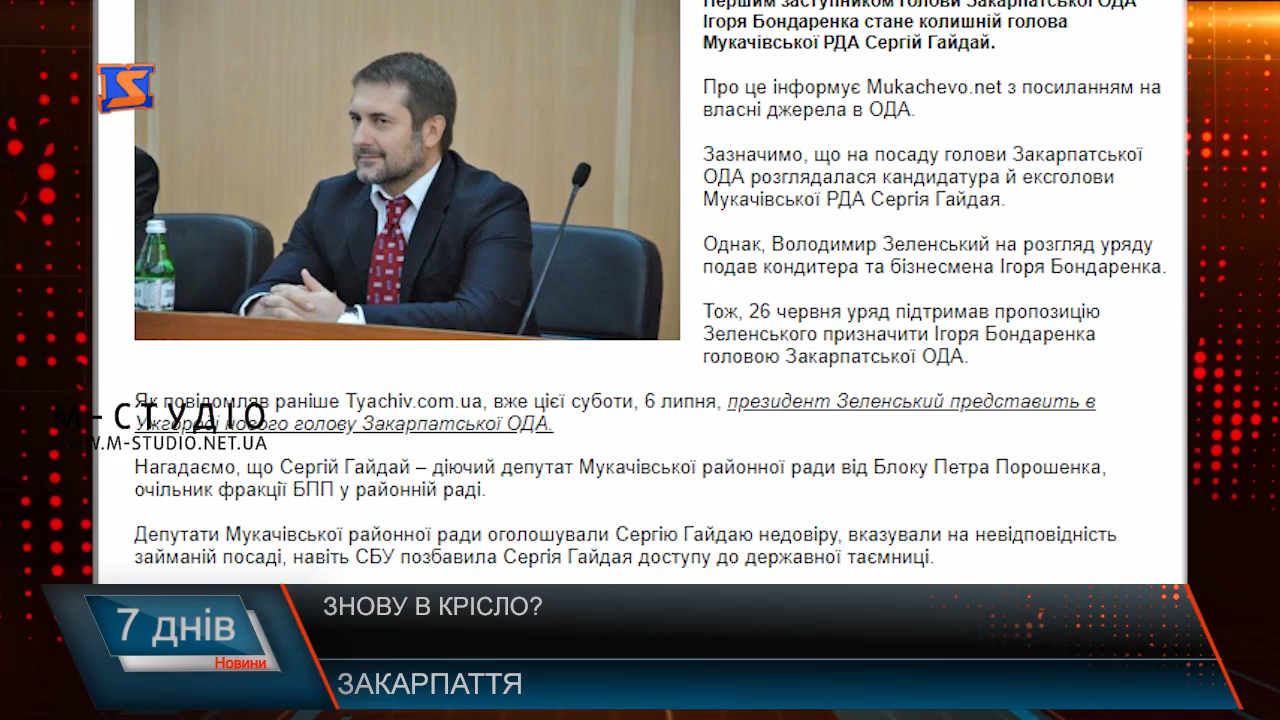 Першим заступником голови Закарпатської ОДА
Ігоря Бондаренка стане колишній голова
Мукачівської РДА Сергій Гайдай.
Про це інформує Mukachevo.net з посиланням на
власні джерела в ОДА.
Зазначимо, що на посаду голови Закарпатської
ОДА розглядалася кандидатура й ексголови
Мукачівської РДА Сергія Гайдая.
Однак, Володимир Зеленський на розгляд уряду
подав кондитера та бізнесмена Ігоря Бондаренка.
Тож, 26 червня уряд підтримав пропозицію
Зеленського призначити Ігоря Бондаренка
головою Закарпатської ОДА.
Як повідомляв раніше Tyachiv.com.ua, вже цієї суботи, 6 липня, президент Зеленський представить в
Ужгороді нового голову Закарпатської ОДА.
М-СТУДІО
WWW.M-STUDIO.NET.UA
Нагадаємо, що Сергій Гайдай – діючий депутат Мукачівської районної ради від Блоку Петра Порошенка,
очільник фракції БПП у районній раді.
Депутати Мукачівської районної ради оголошували Сергію Гайдаю недовіру, вказували на невідповідність
займаній посаді, навіть СБУ позбавила Сергія Гайдая доступу до державної таємниці.
7 днів
Новини
ЗНОВУ В КРІСЛО?
ЗАКАРПАТТЯ